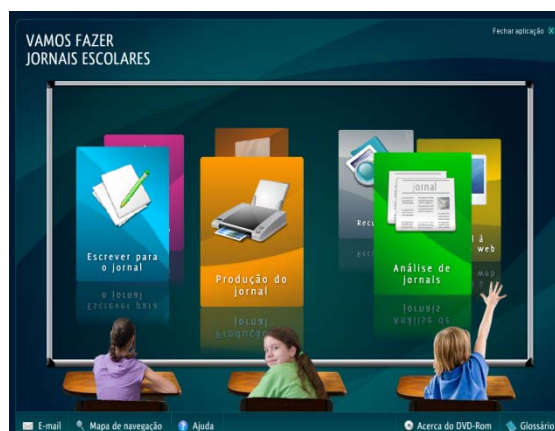 VAMOS FAZER
JORNAIS ESCOLARES
Fechar aplicação X
Escrever para
o jornal
Produção do
jornal
Jornal
Análise de
jornais
à
web
E-mail
Mapa de navegação
Ajuda
Acerca do DVD-Rom
Glossário